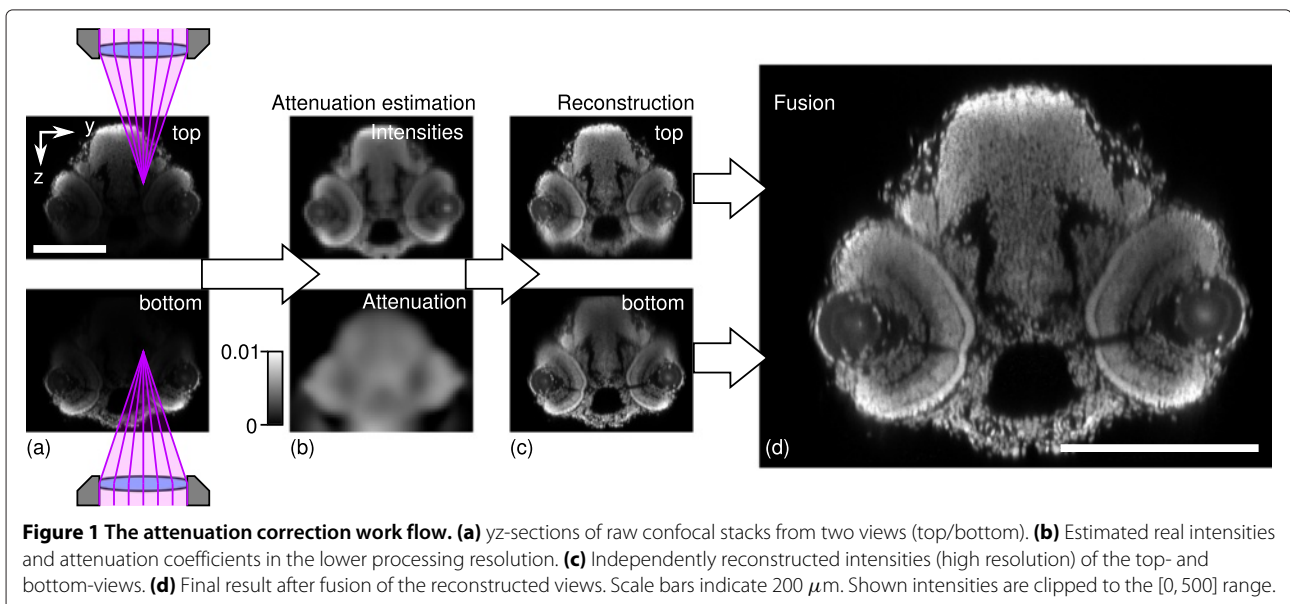 Attenuation estimation
Reconstruction
Fusion
y
z
top
Intensities
top
bottom
Attenuation
bottom
0.01
0
(a)
(b)
(c)
(d)
Figure 1 The attenuation correction work flow. (a) yz-sections of raw confocal stacks from two views (top/bottom). (b) Estimated real intensities
and attenuation coefficients in the lower processing resolution. (c) Independently reconstructed intensities (high resolution) of the top- and
bottom-views. (d) Final result after fusion of the reconstructed views. Scale bars indicate 200 μm. Shown intensities are clipped to the [0, 500] range.